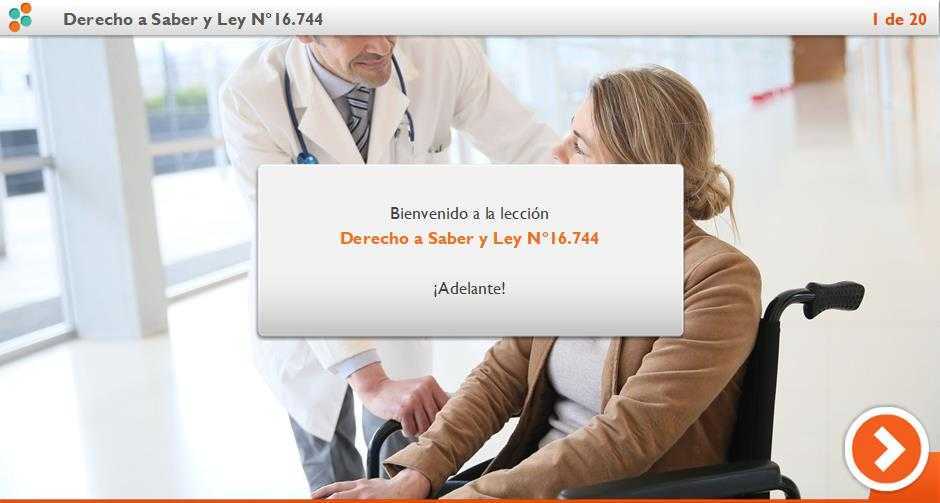 Derecho a Saber y Ley N°16.744
1 de 20
Bienvenido a la lección
Derecho a Saber y Ley N°16.744
¡Adelante!